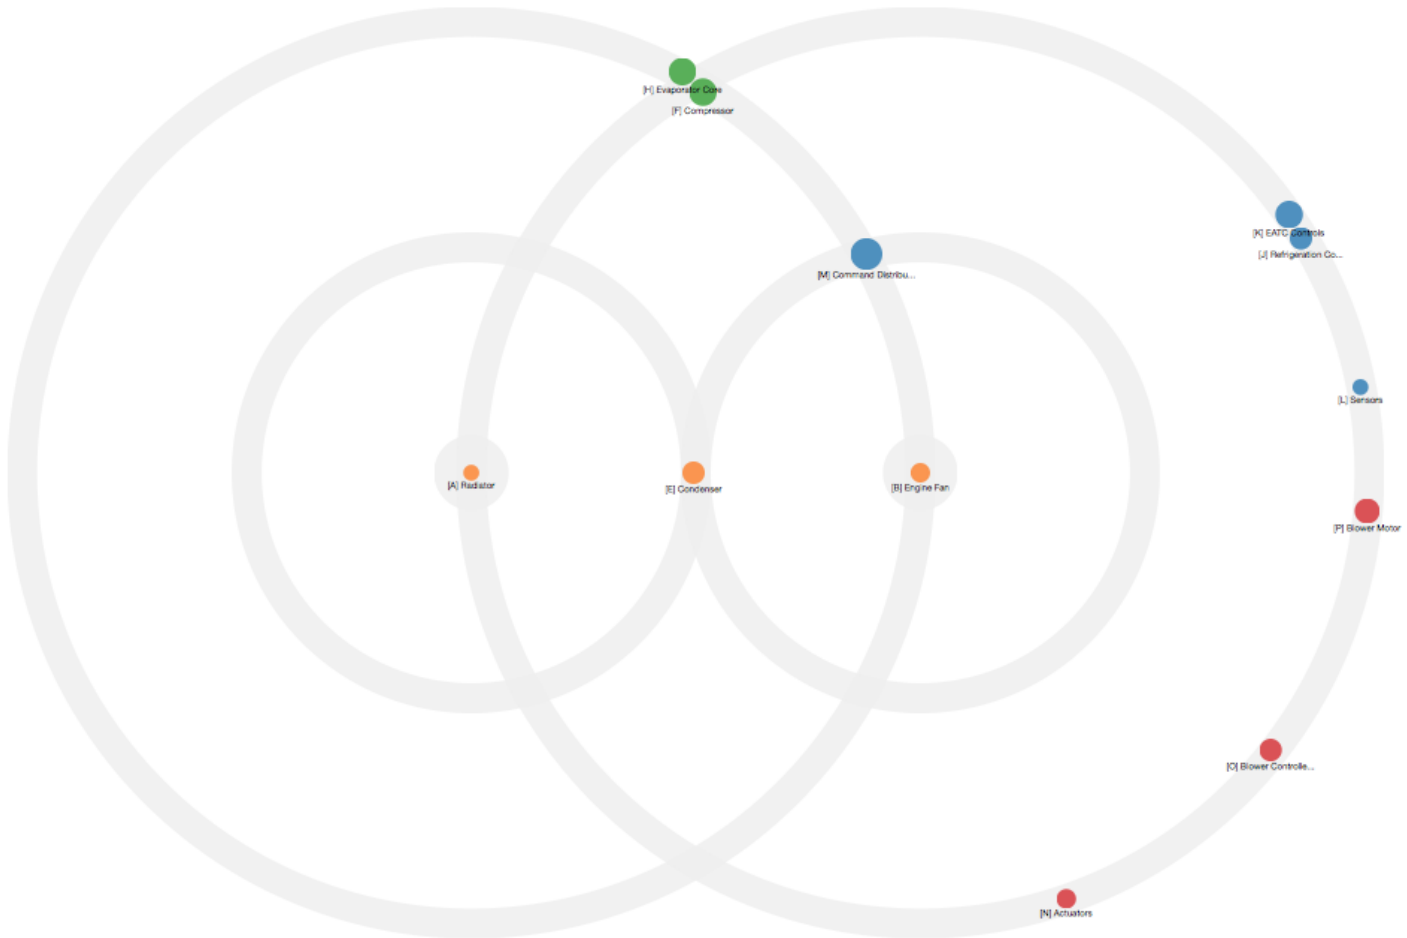 [H] Evaporator Core
[F] Compressor
[K] EATC Controls
[J] Refrigeration Co...
[M] Command Distribu...
[L] Sensors
[A] Radiator
[E] Condenser
[B] Engine Fan
[P] Blower Motor
[O] Blower Controlle...
[N] Actuators